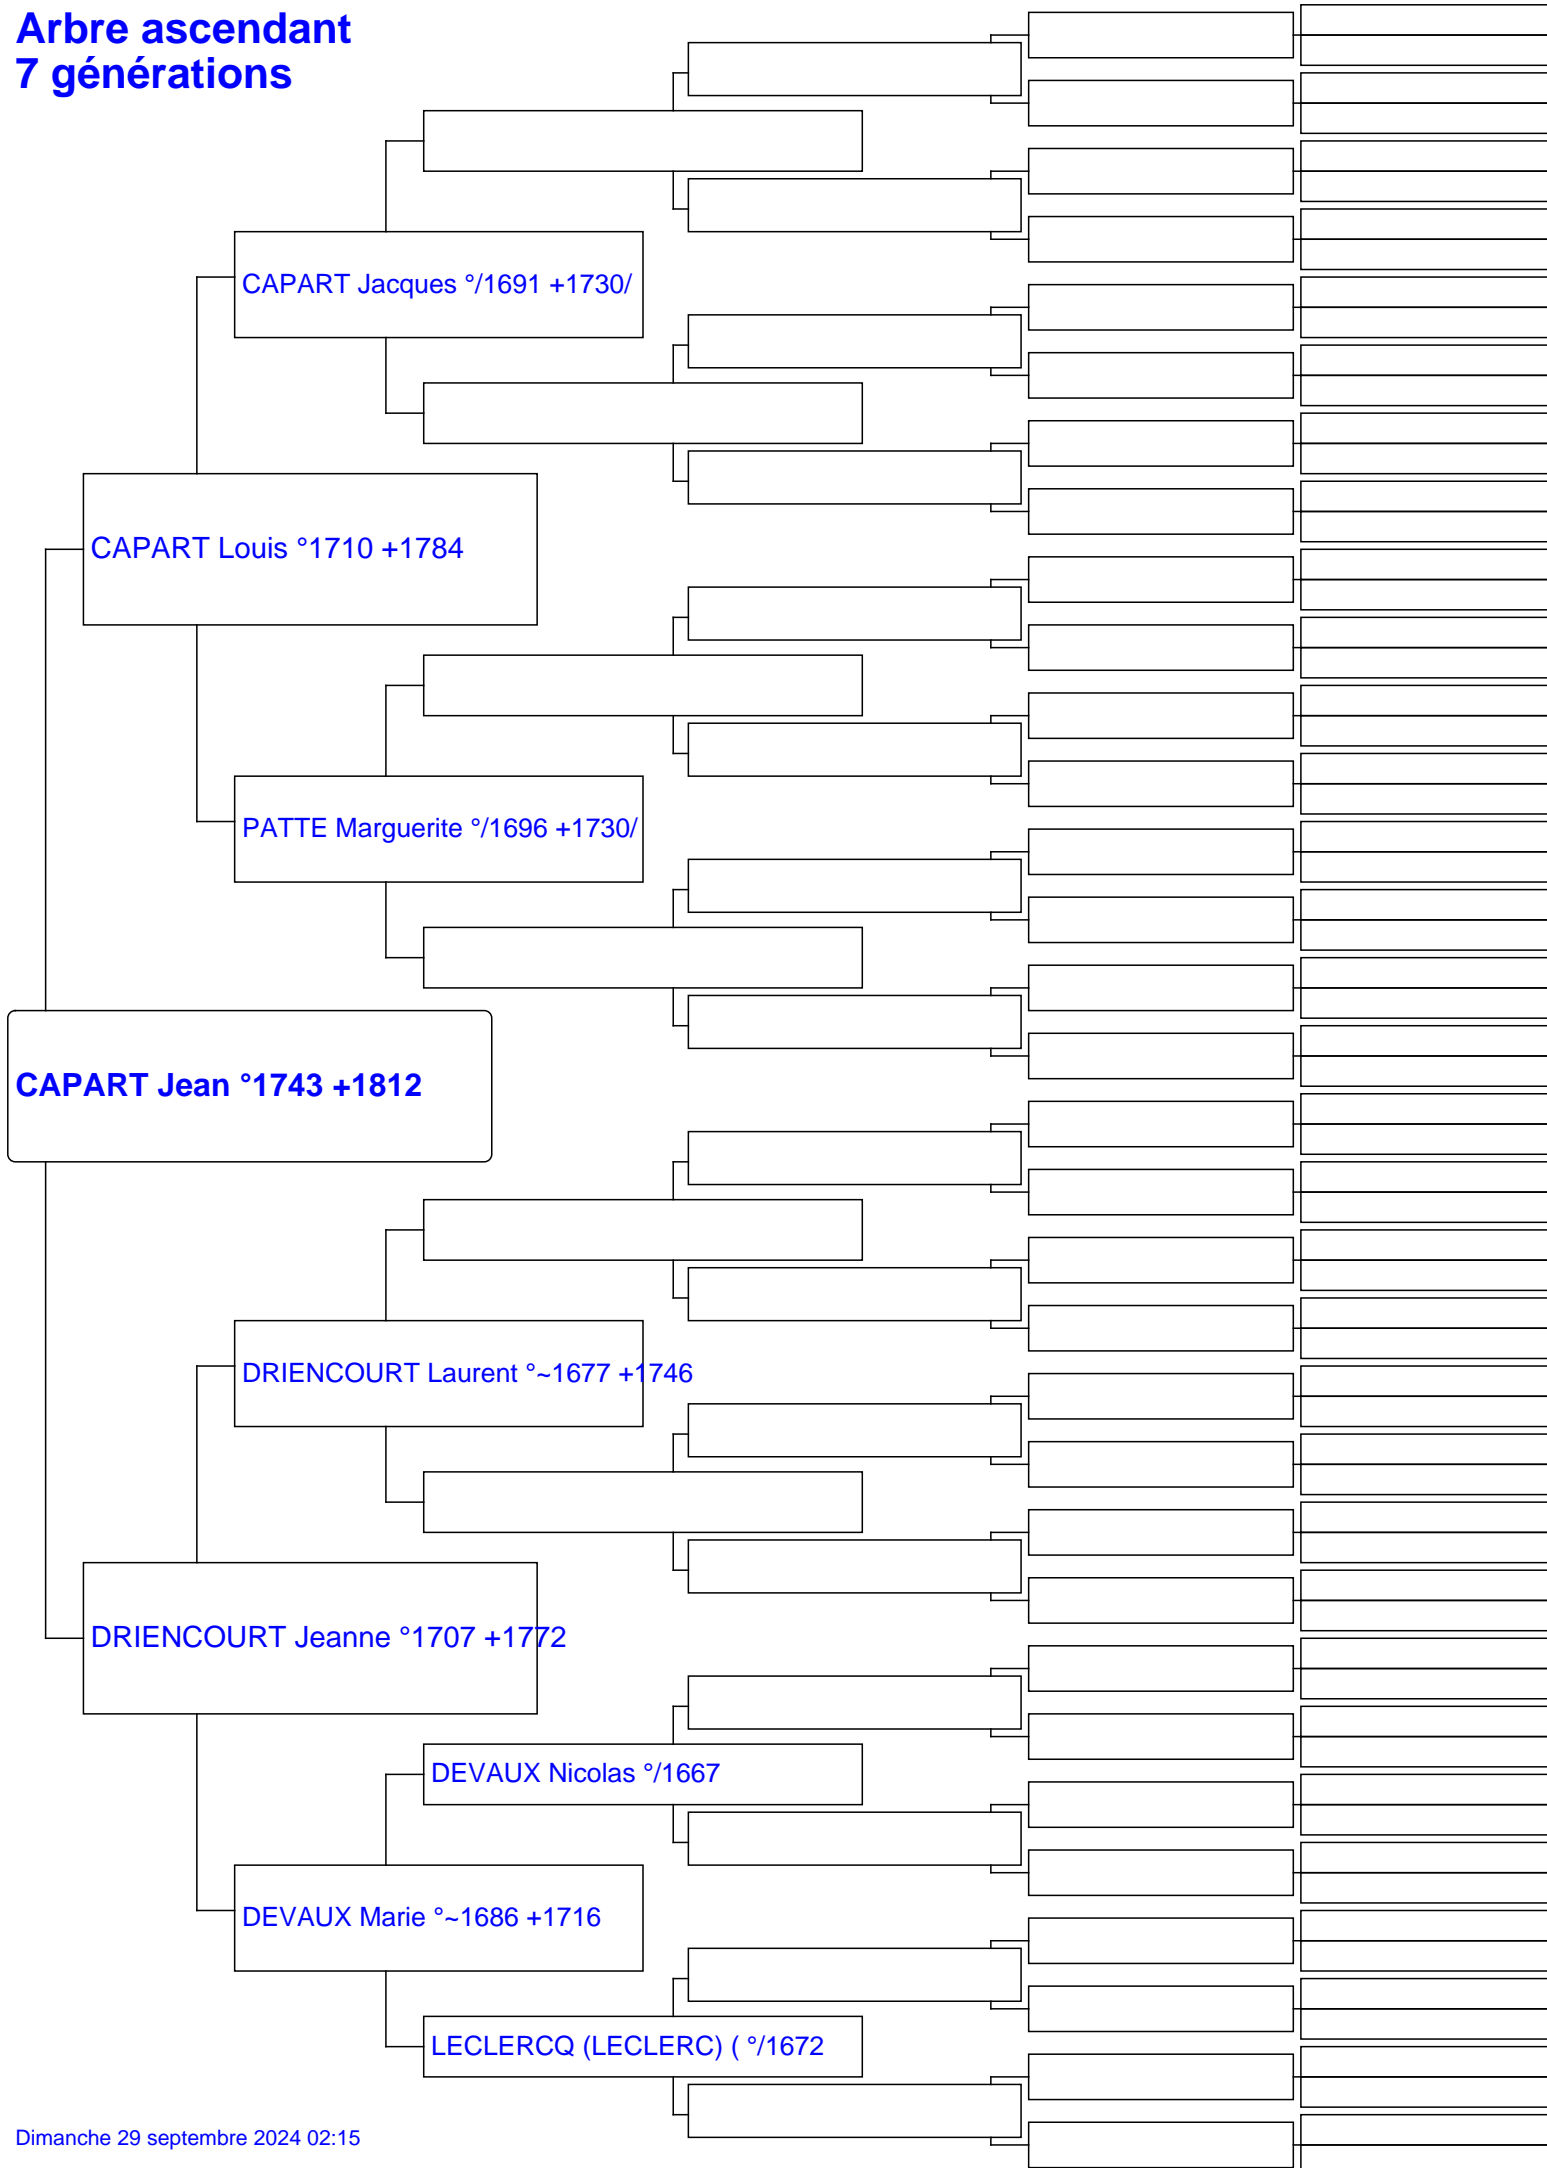 Arbre ascendant
7 générations
CAPART Jacques °/1691 +1730/
CAPART Louis °1710 +1784
PATTE Marguerite °/1696 +1730/
CAPART Jean °1743 +1812
DRIENCOURT Laurent °~1677 +1746
DRIENCOURT Jeanne °1707 +1772
DEVAUX Nicolas °/1667
DEVAUX Marie °~1686 +1716
LECLERCQ (LECLERC) ( °/1672
Dimanche 29 septembre 2024 02:15